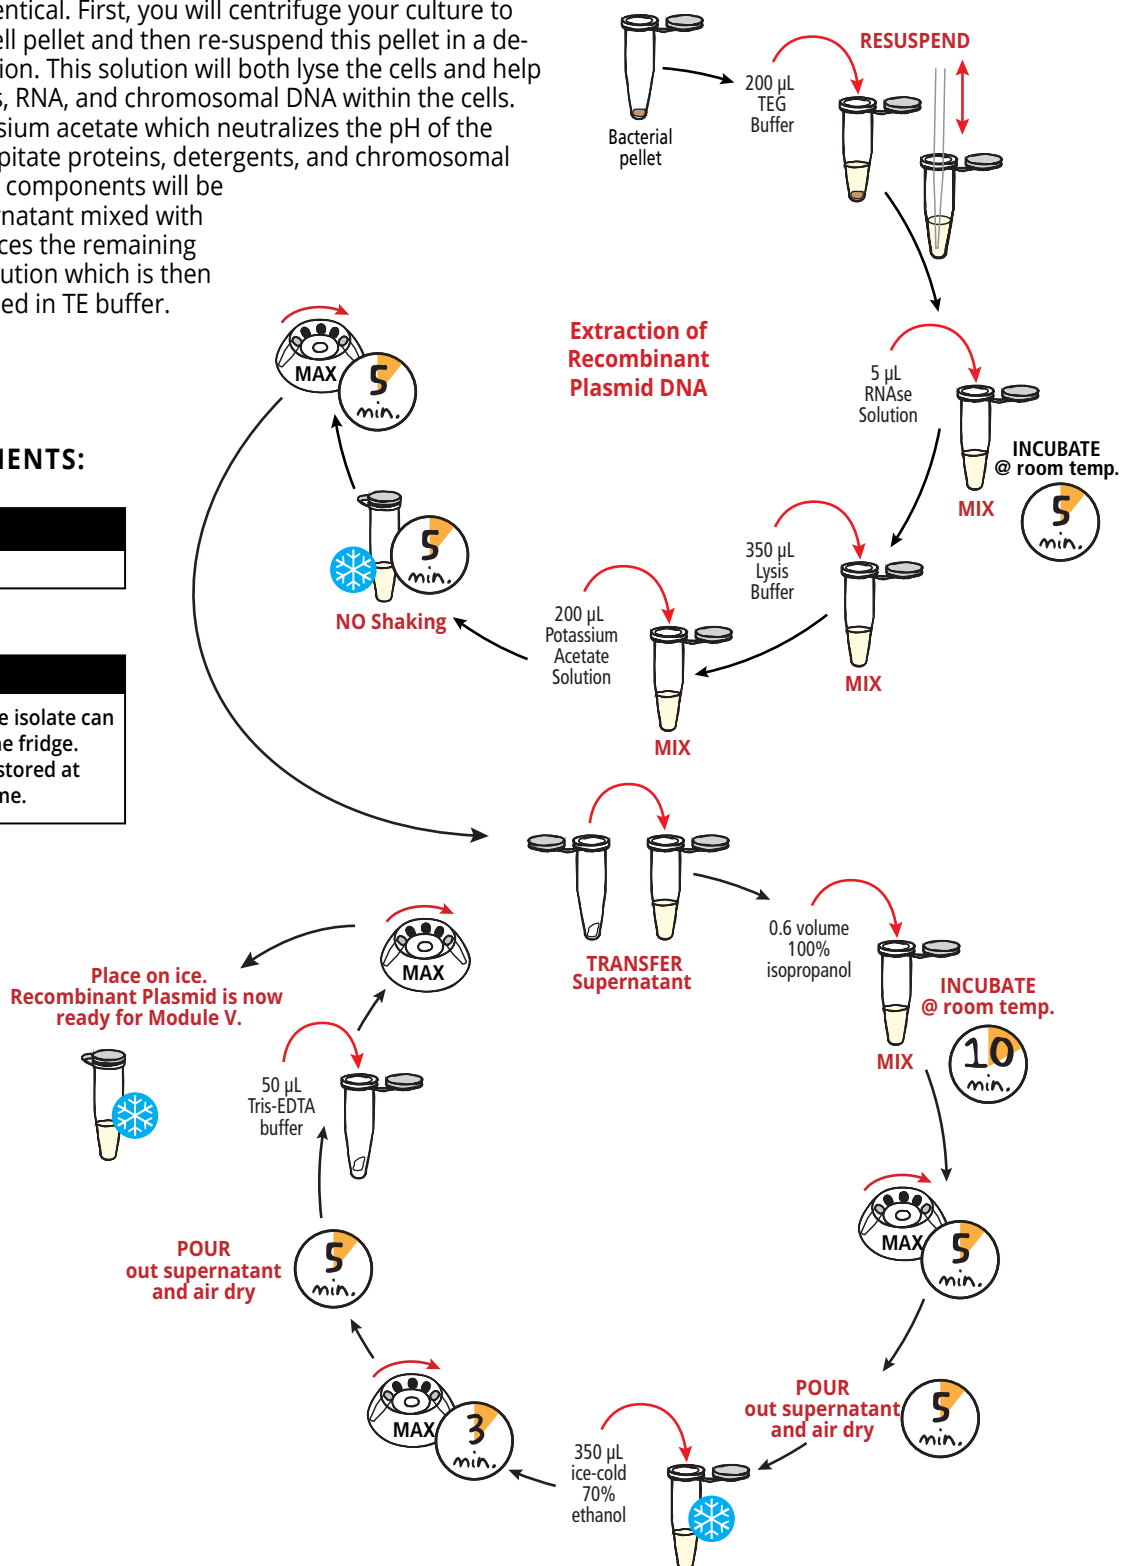 entical. First, you will centrifuge your culture to
ell pellet and then re-suspend this pellet in a de-
ion. This solution will both lyse the cells and help
s, RNA, and chromosomal DNA within the cells.
sium acetate which neutralizes the pH of the
pitate proteins, detergents, and chromosomal
components will be
rnatant mixed with
ces the remaining
ution which is then
ed in TE buffer.
IENTS:
e isolate can
ne fridge.
stored at
me.
Bacterial
pellet
200 µL
TEG
Buffer
RESUSPEND
Extraction of
Recombinant
Plasmid DNA
5 µL
RNAse
Solution
MIX
INCUBATE
@ room temp.
5
min.
350 µL
Lysis
Buffer
MIX
200 µL
Potassium
Acetate
Solution
MIX
5
min.
NO Shaking
MAX
5
min.
TRANSFER
Supernatant
0.6 volume
100%
isopropanol
MIX
INCUBATE
@ room temp.
10
min.
MAX
5
min.
POUR
out supernatant
and air dry
5
min.
350 µL
ice-cold
70%
ethanol
MAX
3
min.
POUR
out supernatant
and air dry
5
min.
50 µL
Tris-EDTA
buffer
MAX
Place on ice.
Recombinant Plasmid is now
ready for Module V.